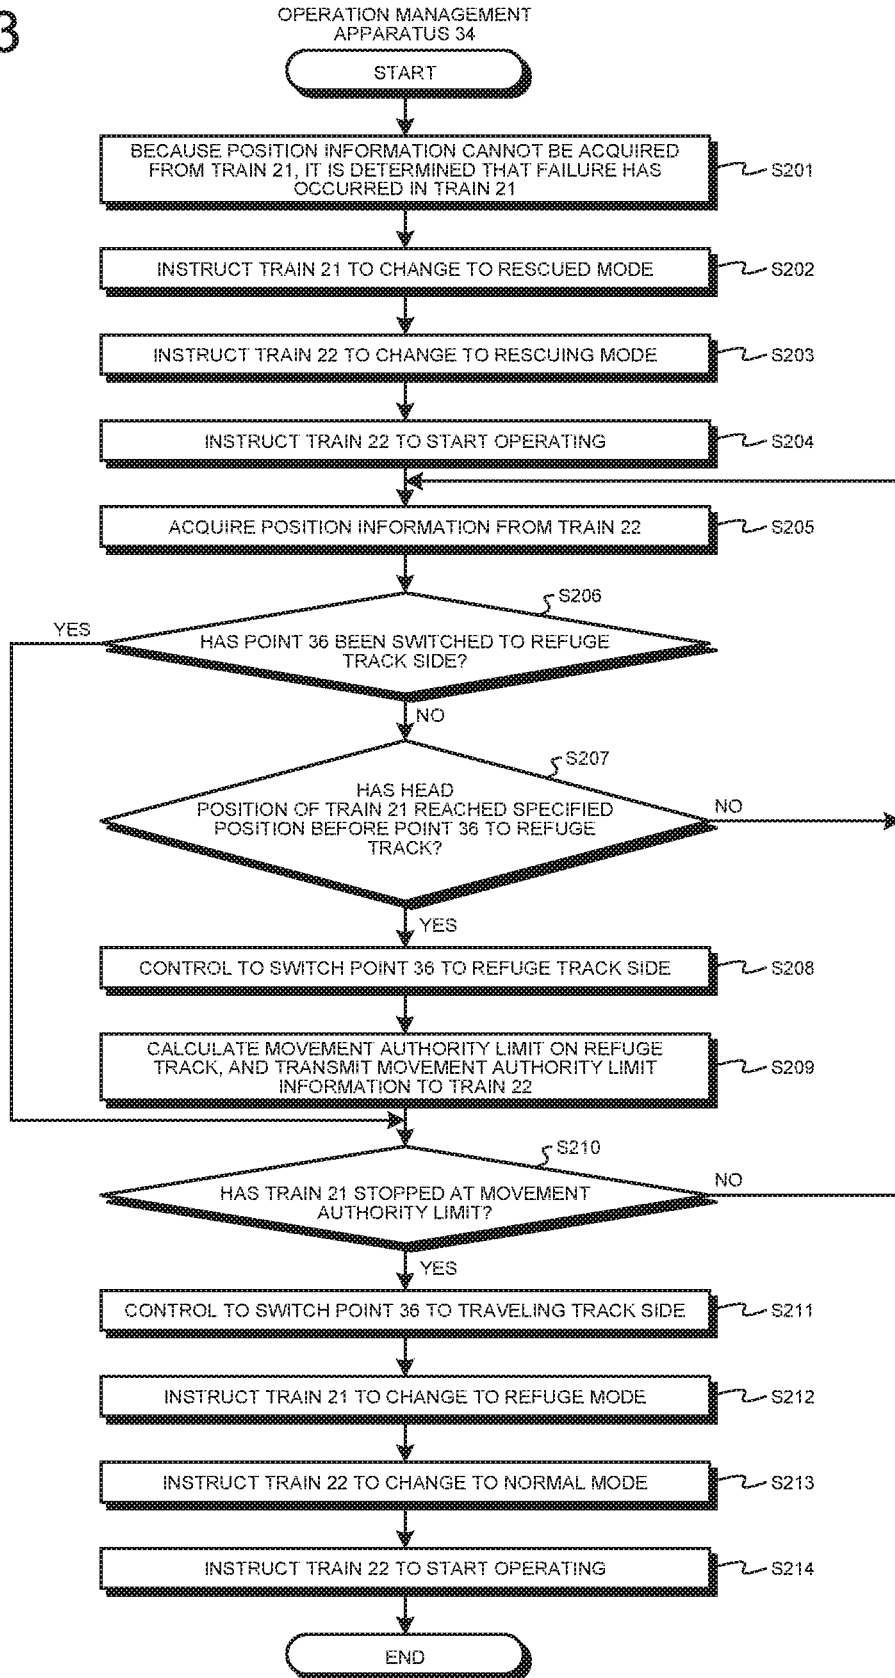 3
OPERATION MANAGEMENT
APPARATUS 34
START
BECAUSE POSITION INFORMATION CANNOT BE ACQUIRED
FROM TRAIN 21, IT IS DETERMINED THAT FAILURE HAS
OCCURRED IN TRAIN 21
S201
INSTRUCT TRAIN 21 TO CHANGE TO RESCUED MODE
S202
INSTRUCT TRAIN 22 TO CHANGE TO RESCUING MODE
S203
INSTRUCT TRAIN 22 TO START OPERATING
S204
ACQUIRE POSITION INFORMATION FROM TRAIN 22
S205
S206
YES
HAS POINT 36 BEEN SWITCHED TO REFUGE
TRACK SIDE?
NO
S207
HAS HEAD
POSITION OF TRAIN 21 REACHED SPECIFIED
POSITION BEFORE POINT 36 TO REFUGE
TRACK?
NO
YES
CONTROL TO SWITCH POINT 36 TO REFUGE TRACK SIDE
S208
CALCULATE MOVEMENT AUTHORITY LIMIT ON REFUGE
TRACK, AND TRANSMIT MOVEMENT AUTHORITY LIMIT
INFORMATION TO TRAIN 22
S209
S210
HAS TRAIN 21 STOPPED AT MOVEMENT
AUTHORITY LIMIT?
NO
YES
CONTROL TO SWITCH POINT 36 TO TRAVELING TRACK SIDE
S211
INSTRUCT TRAIN 21 TO CHANGE TO REFUGE MODE
S212
INSTRUCT TRAIN 22 TO CHANGE TO NORMAL MODE
S213
INSTRUCT TRAIN 22 TO START OPERATING
S214
END